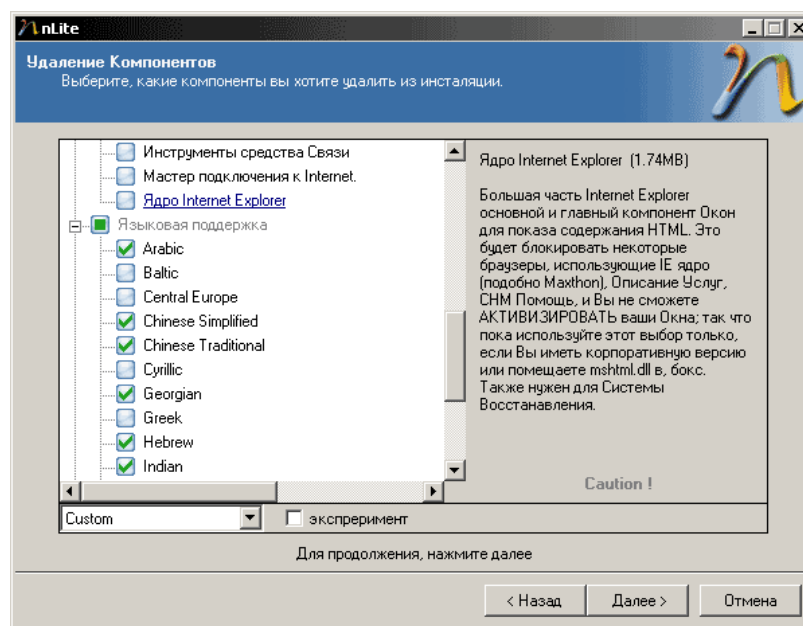 nLite
Удаление Компонентов
Выберите, какие компоненты вы хотите удалить из инсталяции.
Инструменты средства Связи
Мастер подключения к Internet.
Ядро Internet Explorer
Языковая поддержка
Arabic
Baltic
Central Europe
Chinese Simplified
Chinese Traditional
Cyrillic
Georgian
Greek
Hebrew
Indian
Ядро Internet Explorer (1.74MB)
Большая часть Internet Explorer
основной и главный компонент Окон
для показа содержания HTML. Это
будет блокировать некоторые
браузеры, использующие IE ядро
(подобно Maxthon), Описание Услуг,
CHM Помощь, и Вы не сможете
АКТИВИЗИРОВАТЬ ваши Окна; так что
пока используйте этот выбор только,
если Вы иметь корпоративную версию
или помещаете mshtml.dll в, бокс.
Также нужен для Системы
Восстанавления.
Caution !
Custom
экспреримент
Для продолжения, нажмите далее
< Назад
Далее >
Отмена